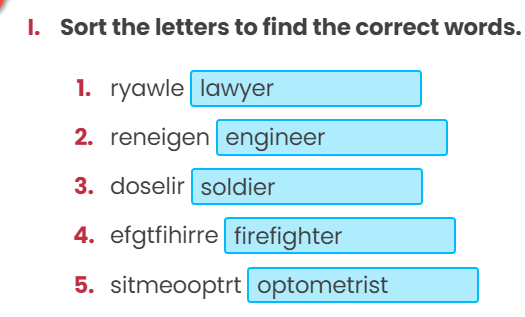 I. Sort the letters to find the correct words.
1. ryawle lawyer
2. reneigen engineer
3. doselir soldier
4. efgtfihirre firefighter
5. sitmeooptrt optometrist